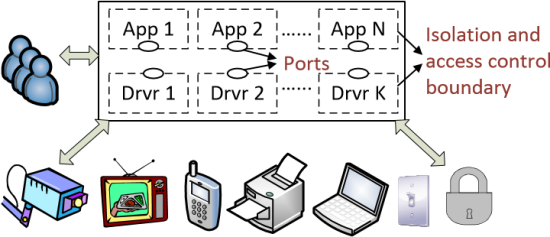 App 1 App 2 ...... App N
Isolation and
access control
boundary
Ports
Drvr 1 Drvr 2 ...... Drvr K